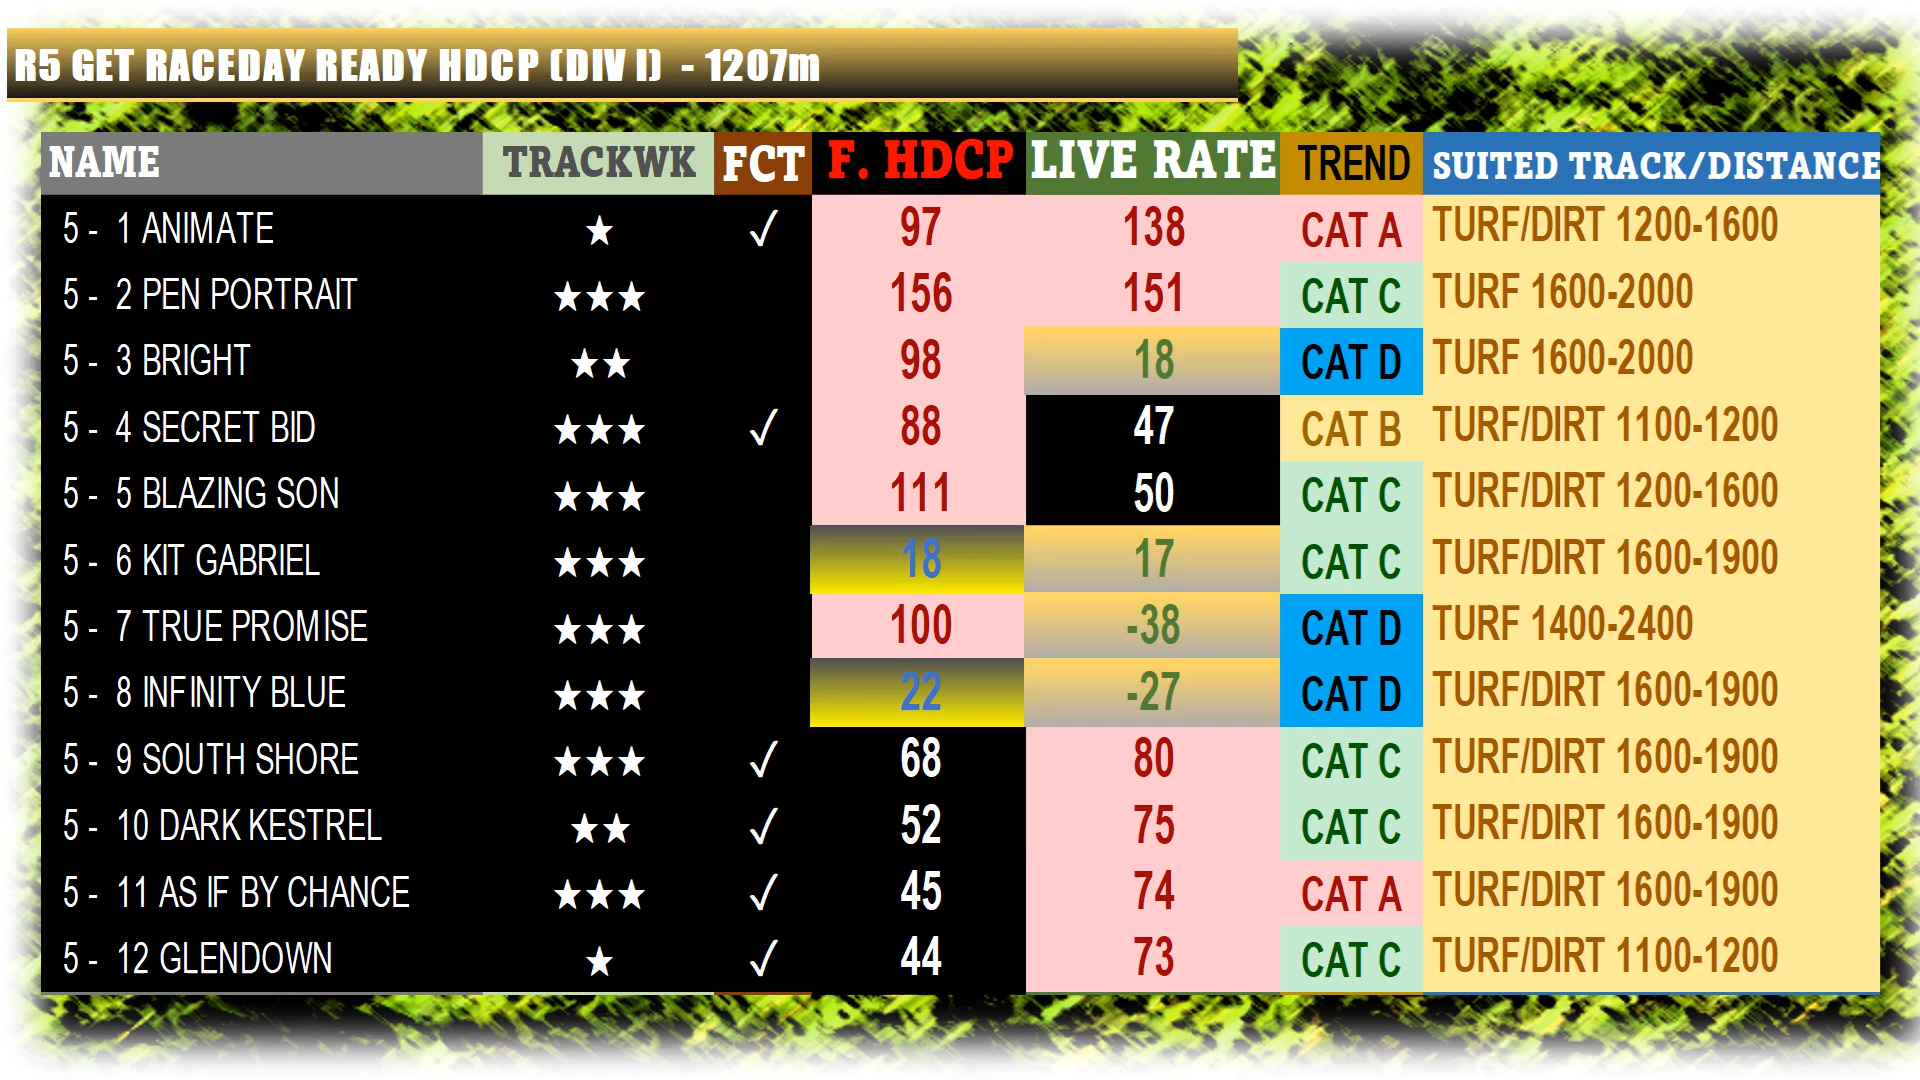 R5 GET RACEDAY READY HDCP (DIV I) - 1207m
NAME TRACKWK FCT F. HDCP LIVE RATE TREND SUITED TRACK/DISTANCE
5 - 1 ANIMATE ★ ✓ 97 138 CAT A TURF/DIRT 1200-1600
5 - 2 PEN PORTRAIT ★★★ 156 151 CAT C TURF 1600-2000
5 - 3 BRIGHT ★★ 98 18 CAT D TURF 1600-2000
5 - 4 SECRET BID ★★★ ✓ 88 47 CAT B TURF/DIRT 1100-1200
5 - 5 BLAZING SON ★★★ 111 50 CAT C TURF/DIRT 1200-1600
5 - 6 KIT GABRIEL ★★★ 18 17 CAT C TURF/DIRT 1600-1900
5 - 7 TRUE PROMISE ★★★ 100 -38 CAT D TURF 1400-2400
5 - 8 INFINITY BLUE ★★★ 22 -27 CAT D TURF/DIRT 1600-1900
5 - 9 SOUTH SHORE ★★★ ✓ 68 80 CAT C TURF/DIRT 1600-1900
5 - 10 DARK KESTREL ★★ ✓ 52 75 CAT C TURF/DIRT 1600-1900
5 - 11 AS IF BY CHANCE ★★★ ✓ 45 74 CAT A TURF/DIRT 1600-1900
5 - 12 GLENDOWN ★ ✓ 44 73 CAT C TURF/DIRT 1100-1200